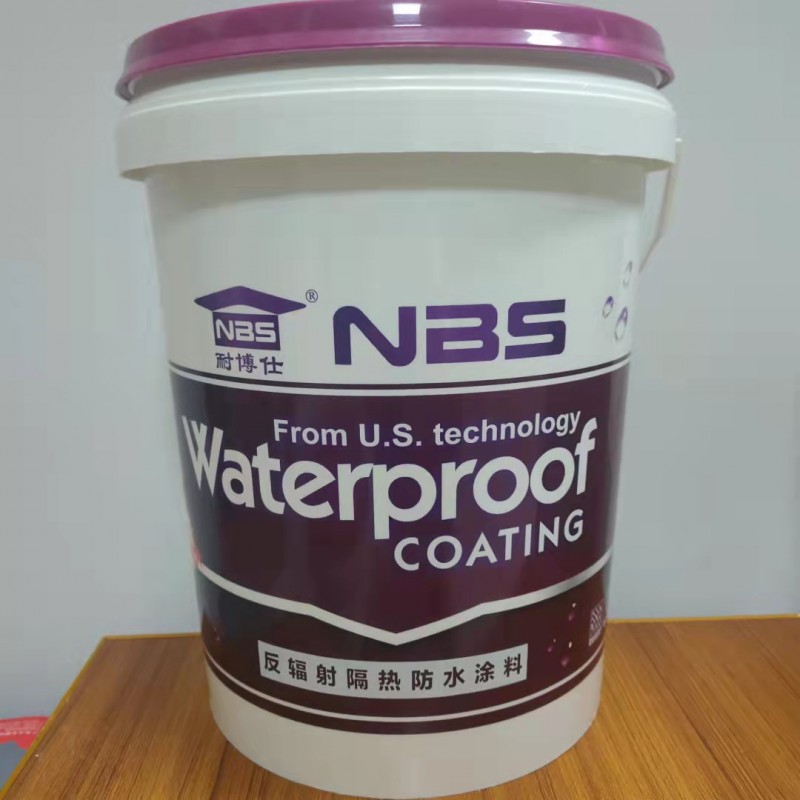 NBS
®
耐博仕
NBS
From U.S. technology
Waterproof
COATING
反辐射隔热防水涂料